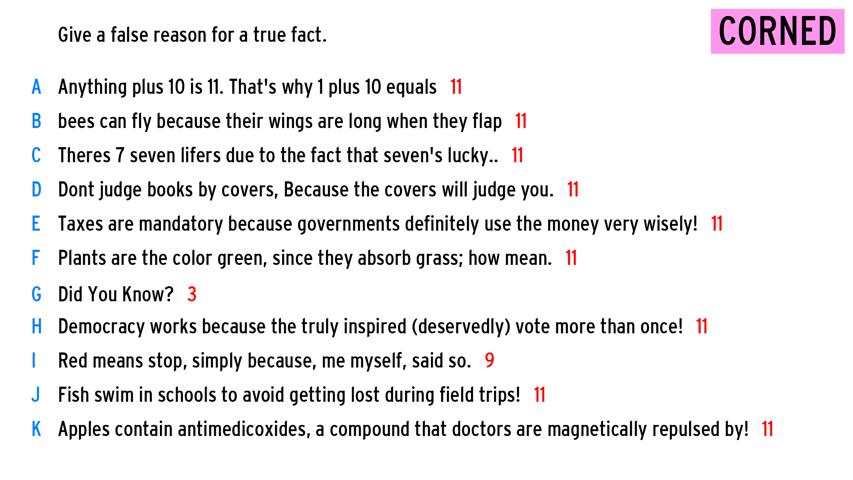 Give a false reason for a true fact.
CORNED
A Anything plus 10 is 11. That's why 1 plus 10 equals 11
B bees can fly because their wings are long when they flap 11
C Theres 7 seven lifers due to the fact that seven's lucky.. 11
D Dont judge books by covers, Because the covers will judge you. 11
E Taxes are mandatory because governments definitely use the money very wisely! 11
F Plants are the color green, since they absorb grass; how mean. 11
G Did You Know? 3
H Democracy works because the truly inspired (deservedly) vote more than once! 11
I Red means stop, simply because, me myself, said so. 9
J Fish swim in schools to avoid getting lost during field trips! 11
K Apples contain antimedicoxides, a compound that doctors are magnetically repulsed by! 11